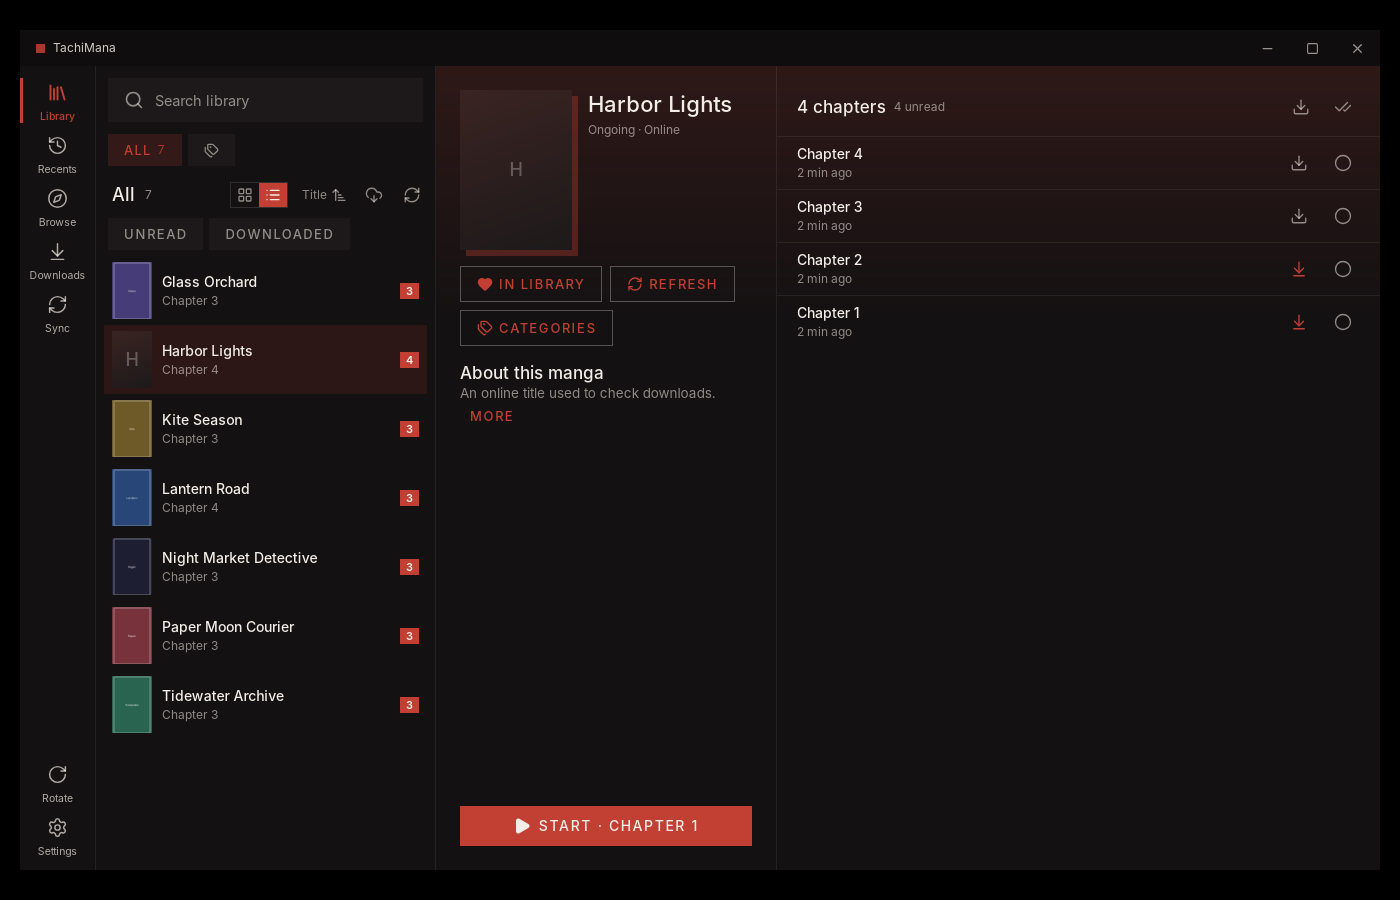 TachiMana
Library
Recents
Browse
Downloads
Sync
Rotate
Settings
Search library
ALL 7
All 7
Title
UNREAD
DOWNLOADED
Glass Orchard
Chapter 3
3
H
Harbor Lights
Chapter 4
4
Kite Season
Chapter 3
3
Lantern Road
Chapter 4
3
Night Market Detective
Chapter 3
3
Paper Moon Courier
Chapter 3
3
Tidewater Archive
Chapter 3
3
H
Harbor Lights
Ongoing · Online
IN LIBRARY
REFRESH
CATEGORIES
About this manga
An online title used to check downloads.
MORE
START · CHAPTER 1
4 chapters 4 unread
Chapter 4
2 min ago
Chapter 3
2 min ago
Chapter 2
2 min ago
Chapter 1
2 min ago